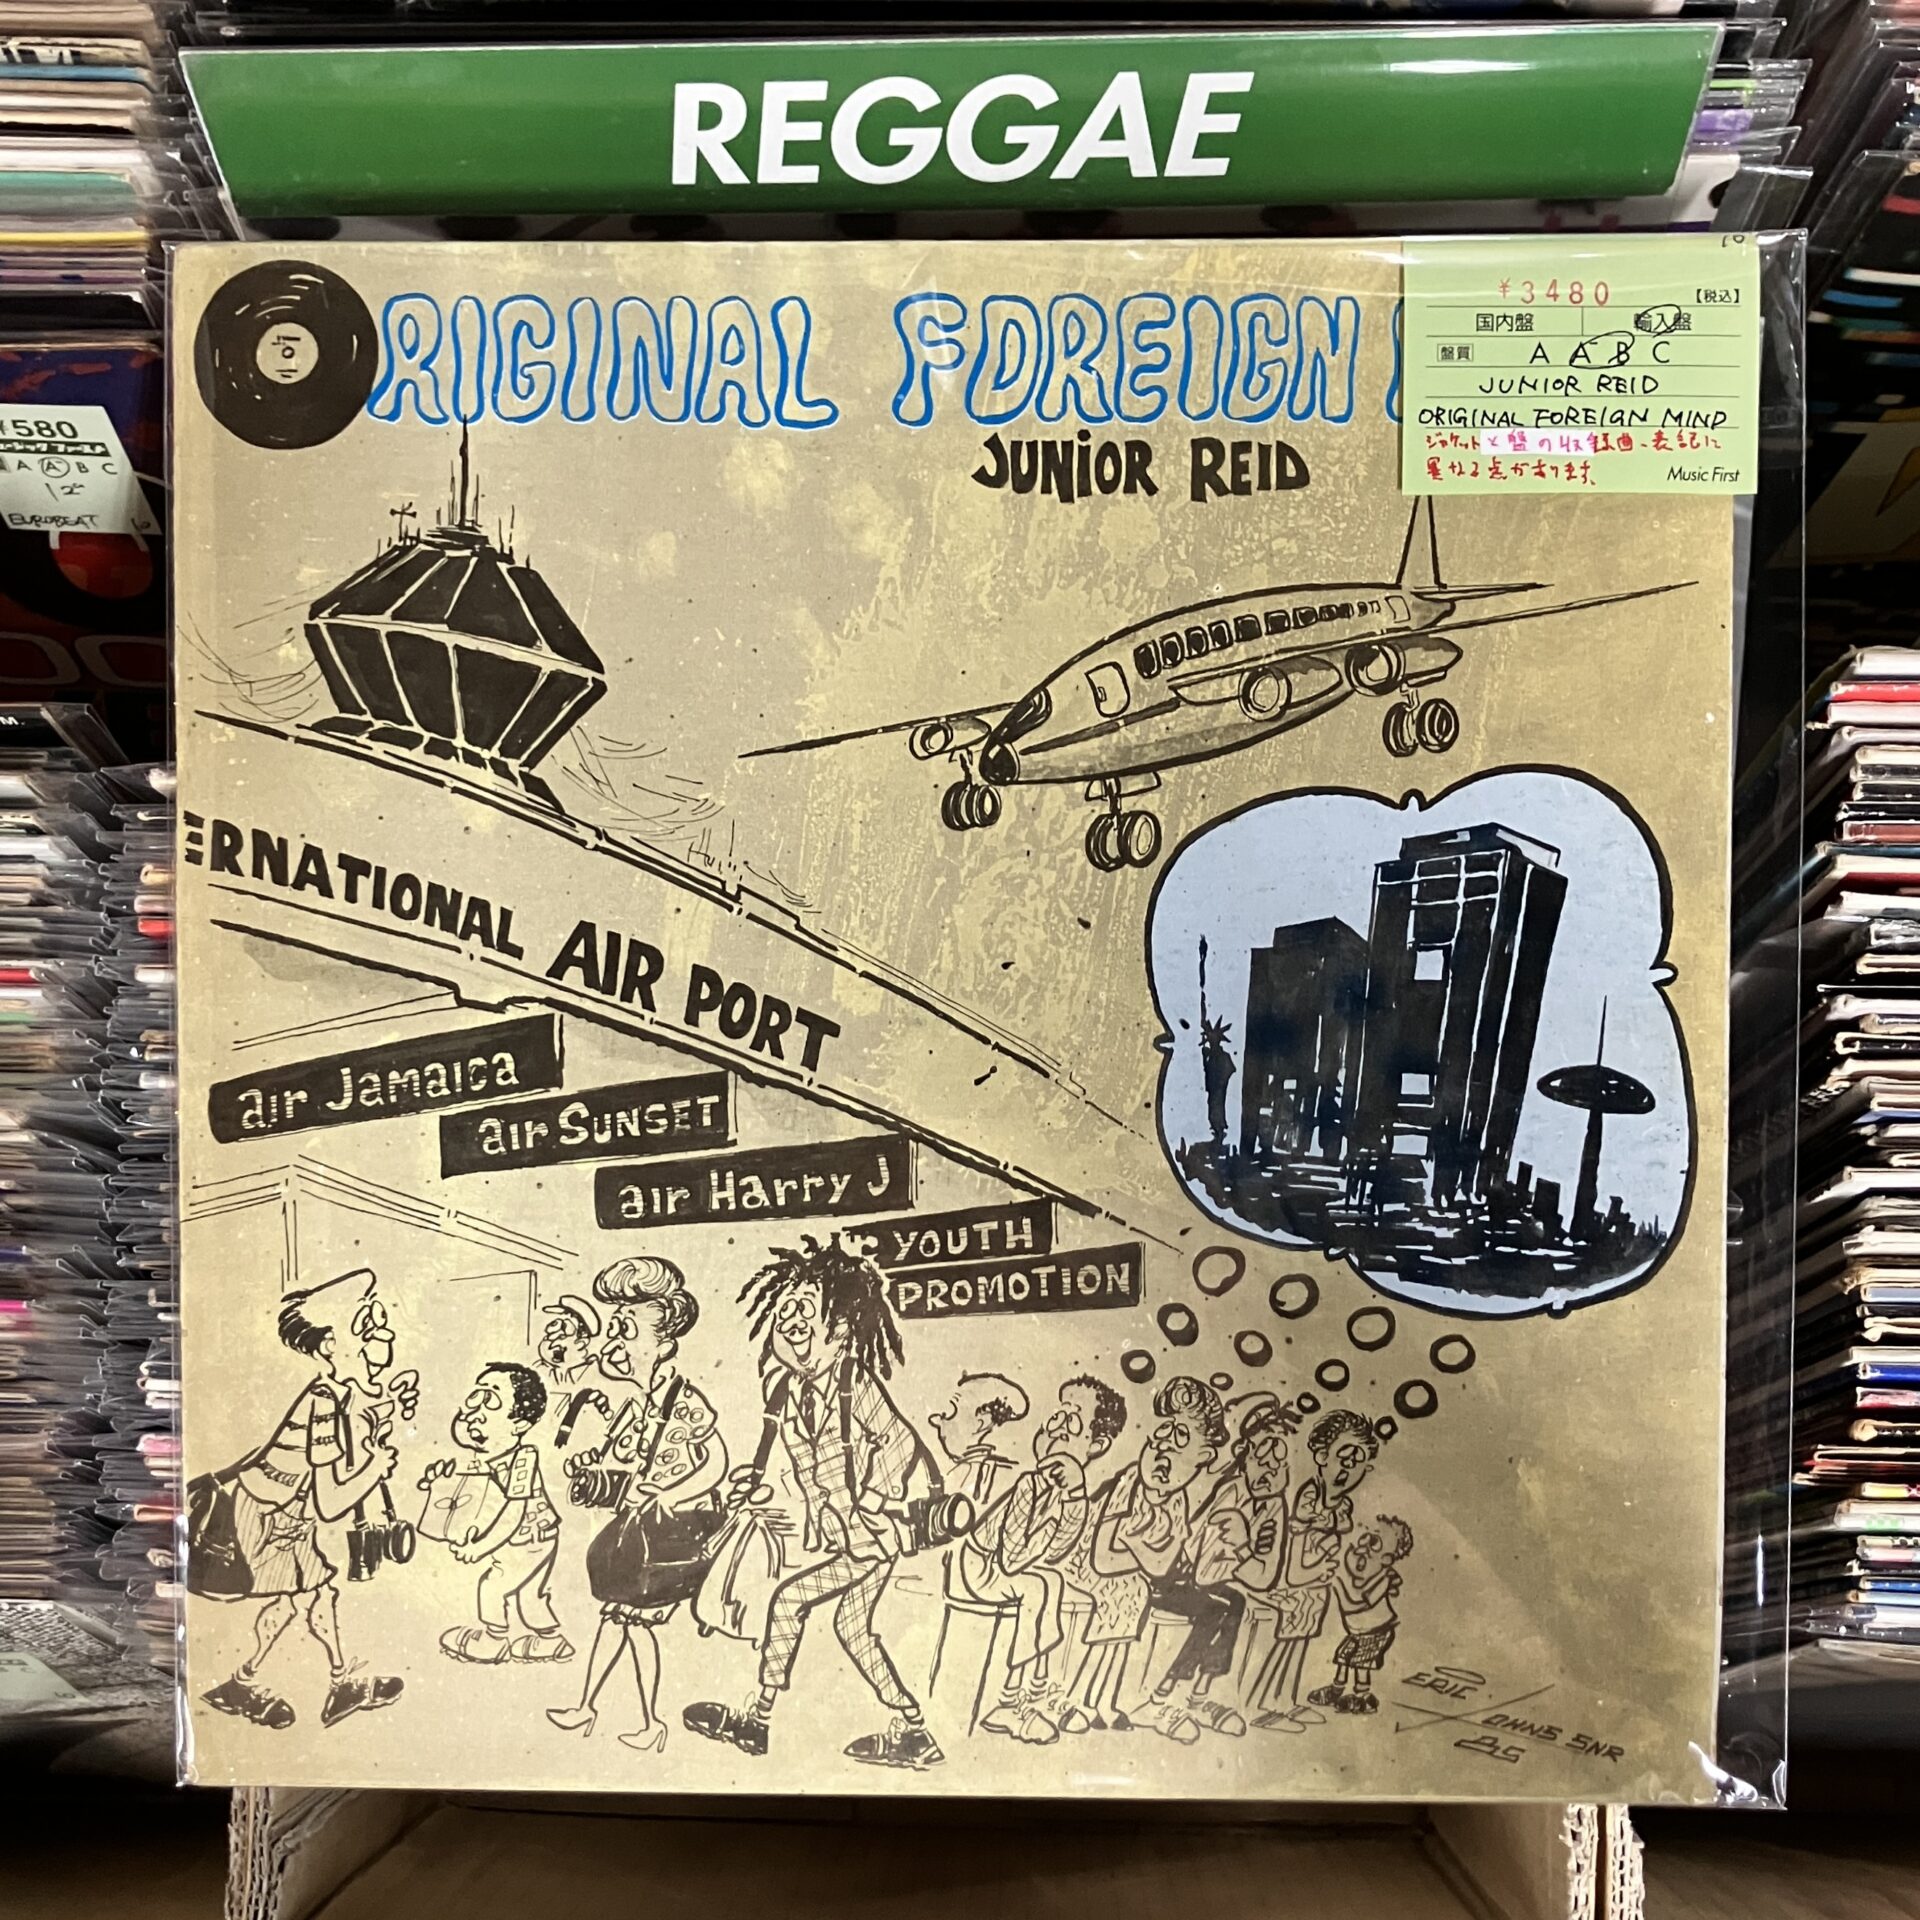 REGGAE
RIGINAL FOREIGN
JUNIOR REID
¥3480 【税込】
国内盤 輸入盤
盤質 A A' B C
JUNIOR REID
ORIGINAL FOREIGN MIND
ジャケットと盤の収録曲、表記に
異なる点があります。
Music First
¥580
A A' B C
12"
EUROBEAT
ERNATIONAL AIR PORT
air Jamaica
air SUNSET
air Harry J
YOUTH
PROMOTION
ERIC
SNR